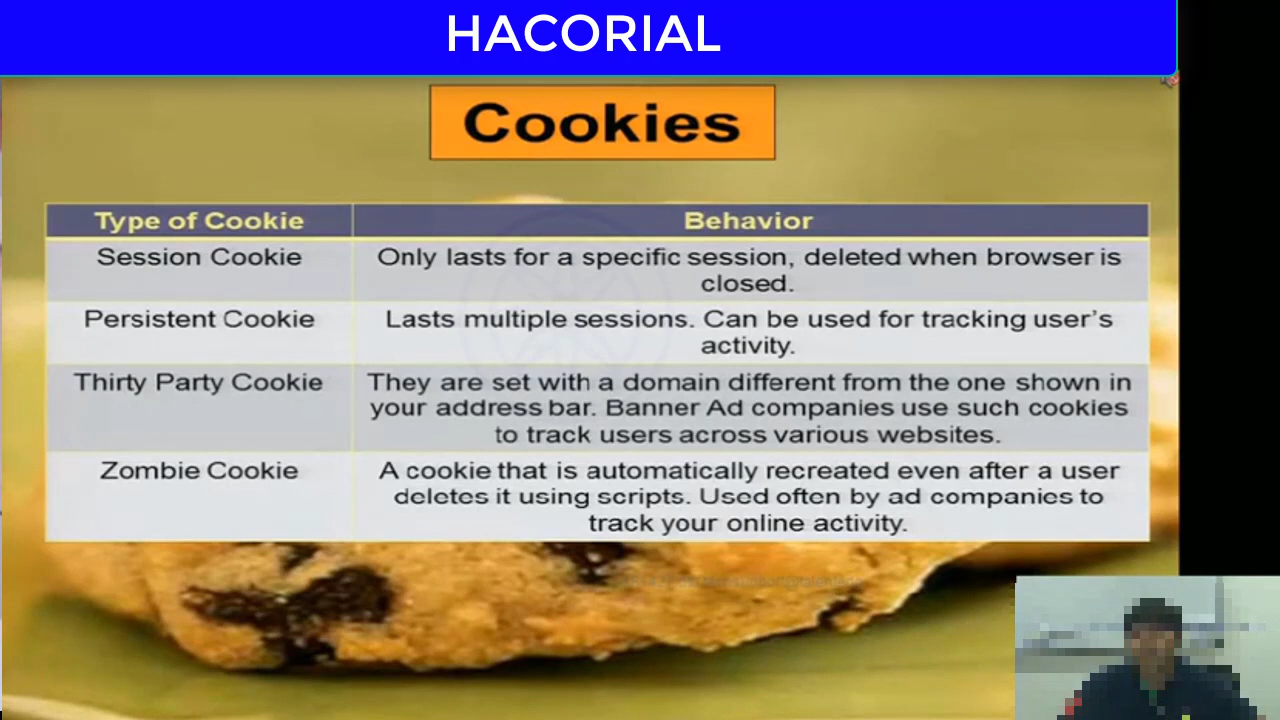 HACORIAL
Cookies
Type of Cookie
Behavior
Session Cookie
Only lasts for a specific session, deleted when browser is
closed.
Persistent Cookie
Lasts multiple sessions. Can be used for tracking user's
activity.
Thirty Party Cookie
They are set with a domain different from the one shown in
your address bar. Banner Ad companies use such cookies
to track users across various websites.
Zombie Cookie
A cookie that is automatically recreated even after a user
deletes it using scripts. Used often by ad companies to
track your online activity.